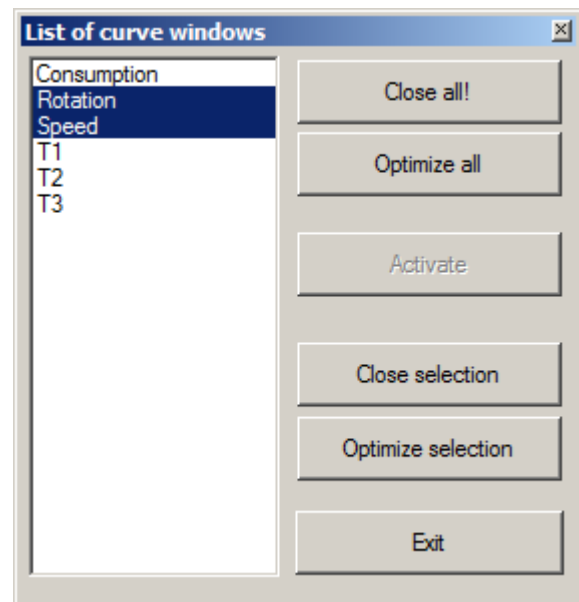 List of curve windows
Consumption
Rotation
Speed
T1
T2
T3
Close all!
Optimize all
Activate
Close selection
Optimize selection
Exit